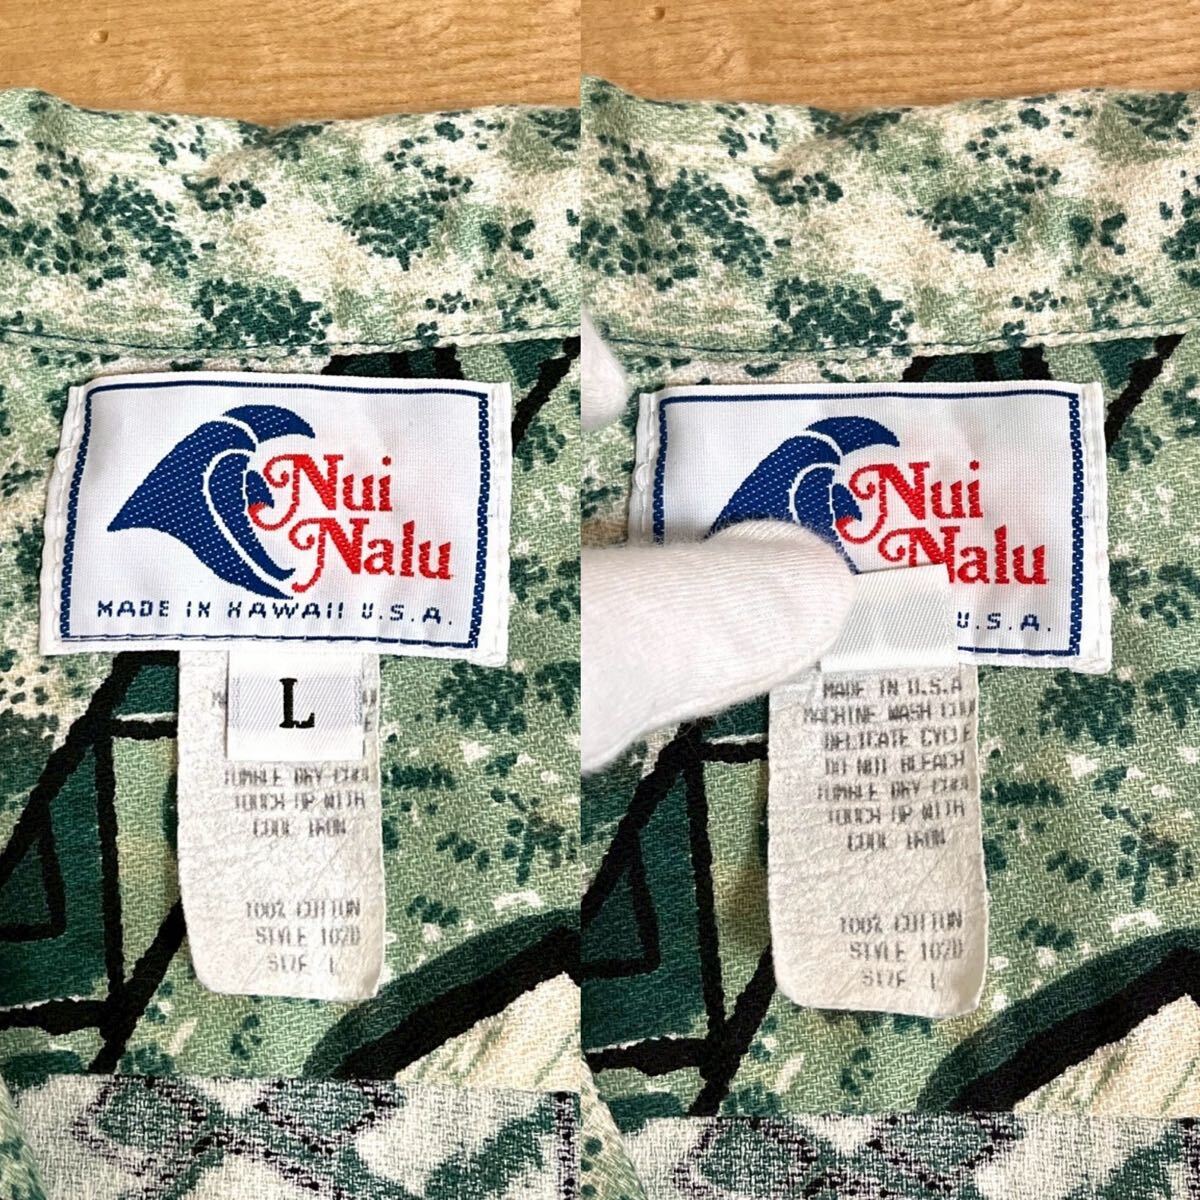 Nui
Nalu
MADE IN HAWAII U.S.A.
L
TUMBLE DRY COOL
TOUCH UP WITH
COOL IRON
100% COTTON
STYLE 1020
SIZE L
Nui
Nalu
U.S.A.
MADE IN U.S.A
MACHINE WASH COLD
DELICATE CYCLE
DO NOT BLEACH
TUMBLE DRY COOL
TOUCH UP WITH
COOL IRON
100% COTTON
STYLE 1020
SIZE L